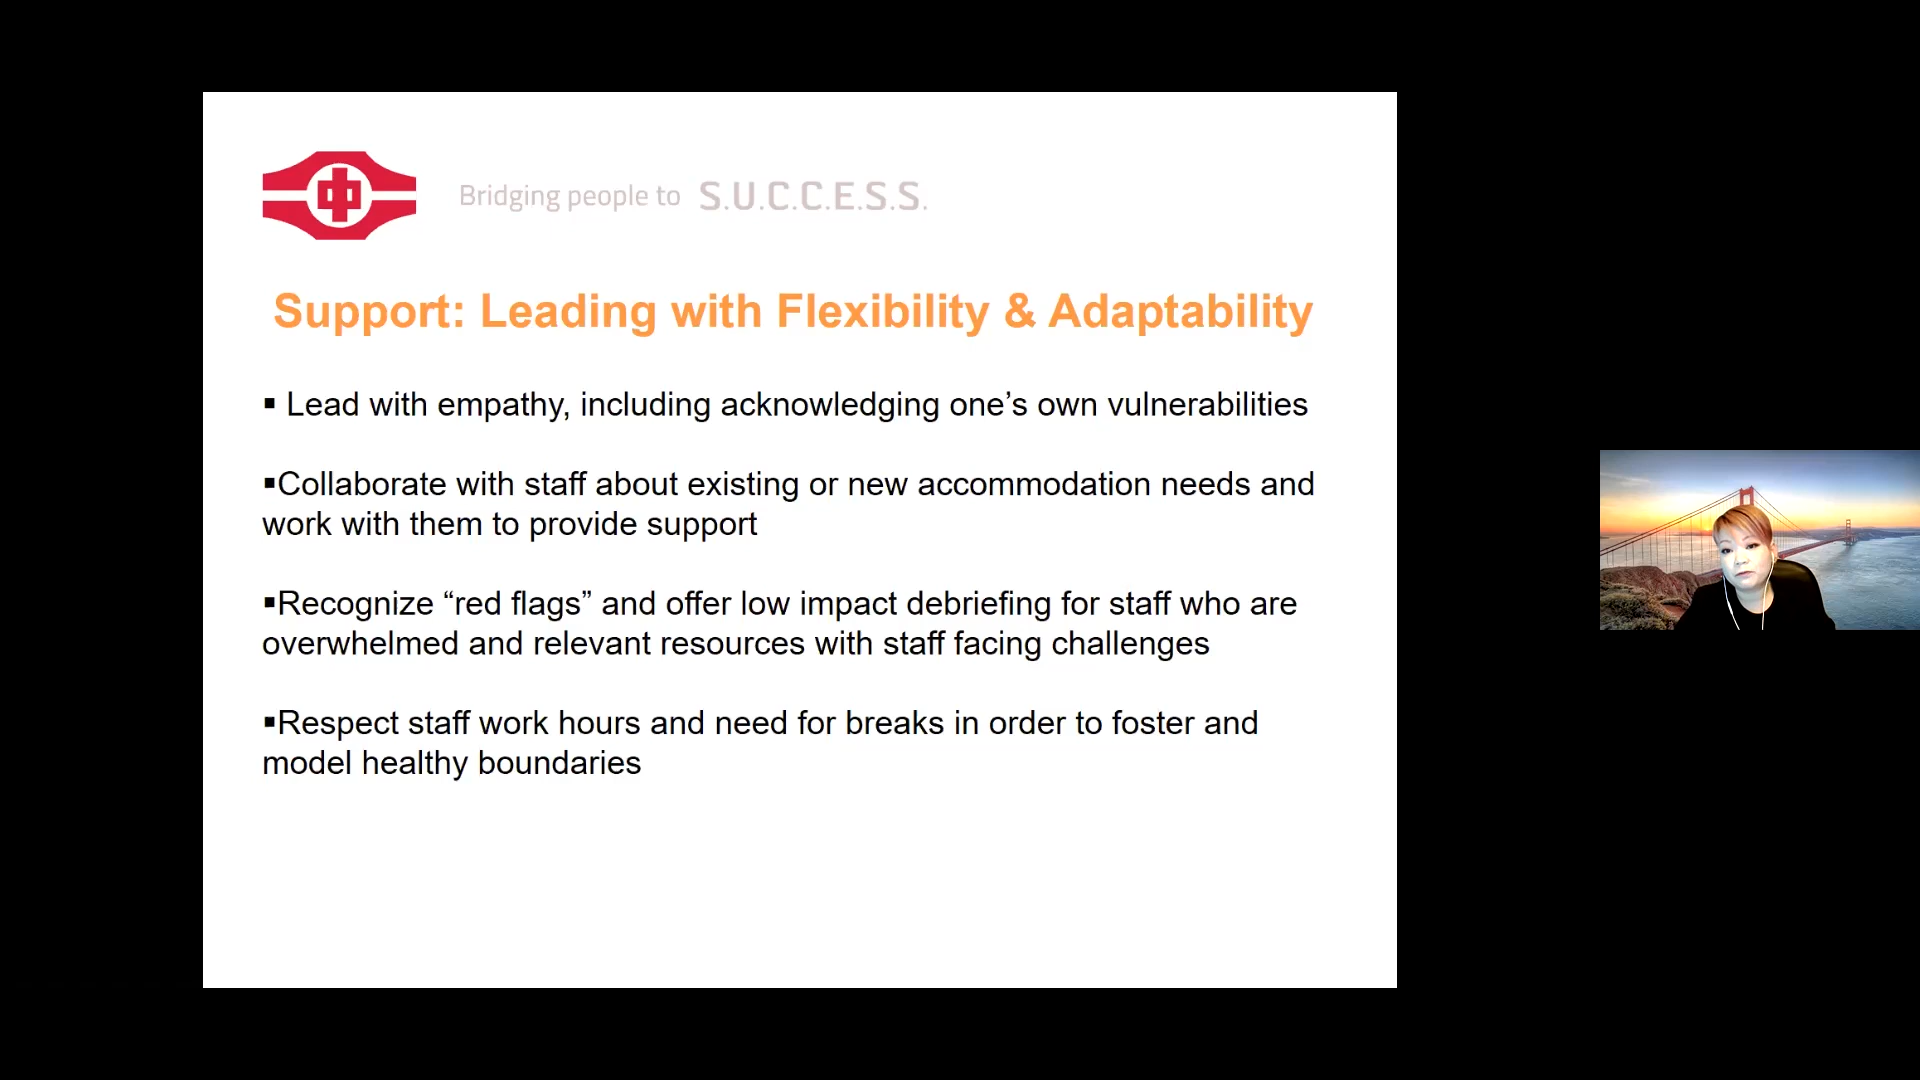 中
Bridging people to S.U.C.C.E.S.S.
Support: Leading with Flexibility & Adaptability
▪ Lead with empathy, including acknowledging one’s own vulnerabilities
▪Collaborate with staff about existing or new accommodation needs and
work with them to provide support
▪Recognize “red flags” and offer low impact debriefing for staff who are
overwhelmed and relevant resources with staff facing challenges
▪Respect staff work hours and need for breaks in order to foster and
model healthy boundaries